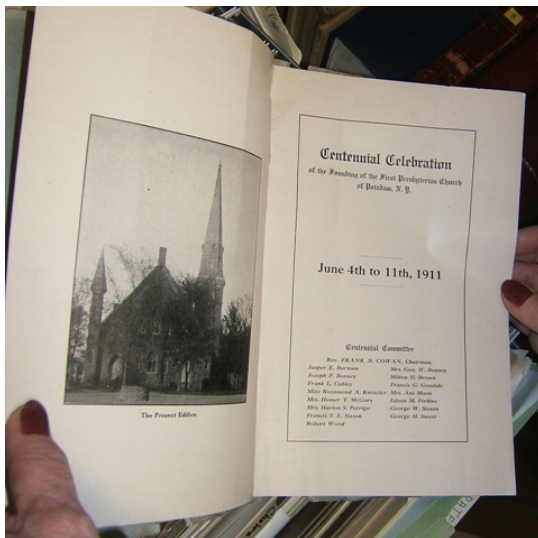 The Present Edifice.
Centennial Celebration
of the Founding of the First Presbyterian Church
of Potsdam, N. Y.
June 4th to 11th, 1911
Centennial Committee
Rev. FRANK B. COWAN, Chairman.
Jasper E. Harmon Mrs. Geo. W. Bonney
Joseph P. Bonney Milton H. Brown
Frank L. Cubley Francis G. Goodale
Miss Rosamond A. Knowles Mrs. Asa Moon
Mrs. Homer T. McGary Edson M. Perkins
Mrs. Harlon S. Perrigo George W. Sisson
Francis T. E. Sisson George H. Sweet
Robert Wood